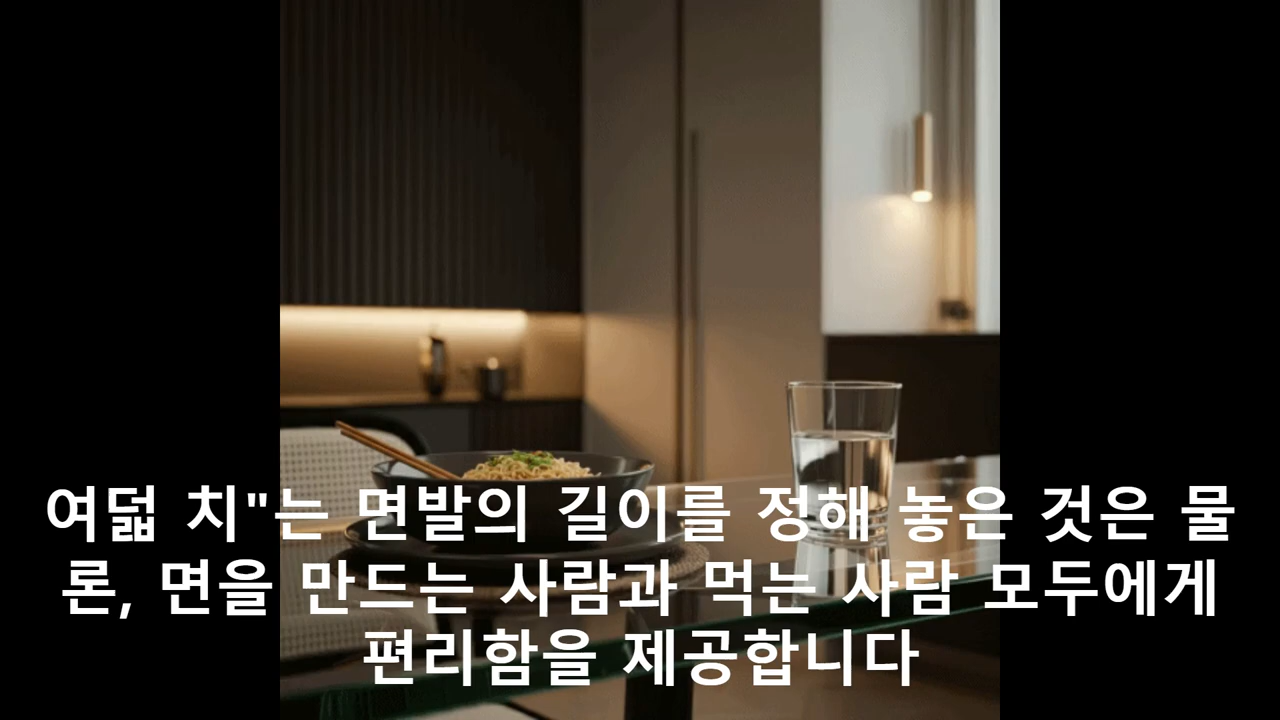 여덟 치"는 면발의 길이를 정해 놓은 것은 물
론, 면을 만드는 사람과 먹는 사람 모두에게
편리함을 제공합니다